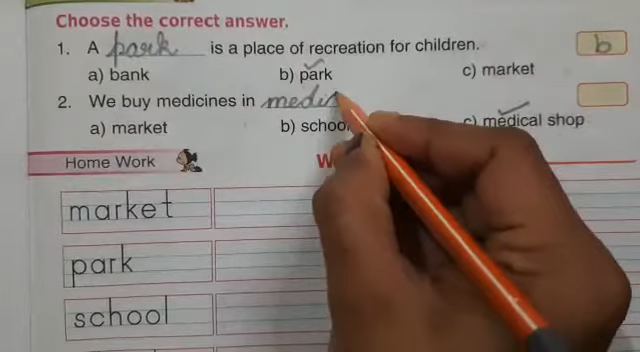 Choose the correct answer.
1. A park is a place of recreation for children. b
a) bank b) park c) market
2. We buy medicines in medi
a) market b) school c) medical shop
Home Work
market
park
school